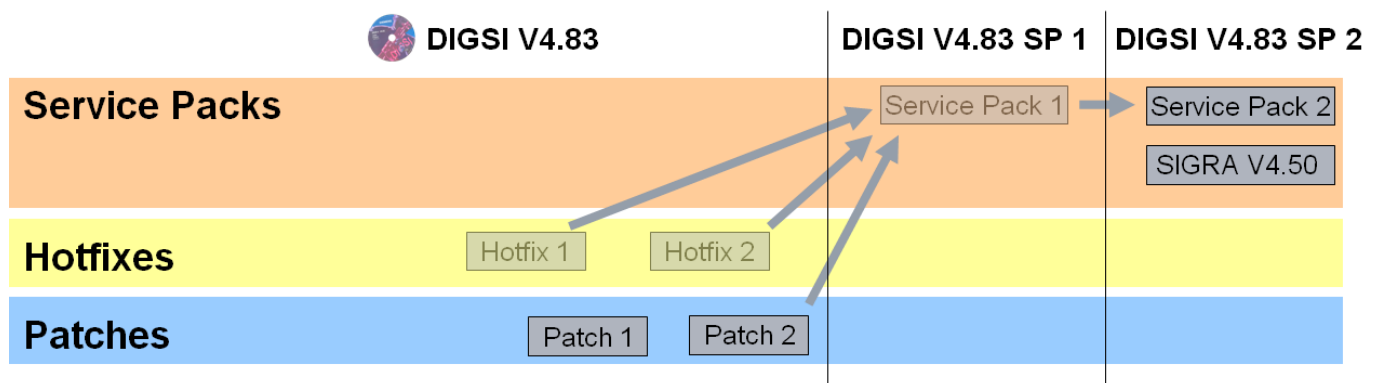 DIGSI V4.83
DIGSI V4.83 SP 1
DIGSI V4.83 SP 2
Service Packs
Service Pack 1
Service Pack 2
SIGRA V4.50
Hotfixes
Hotfix 1
Hotfix 2
Patches
Patch 1
Patch 2